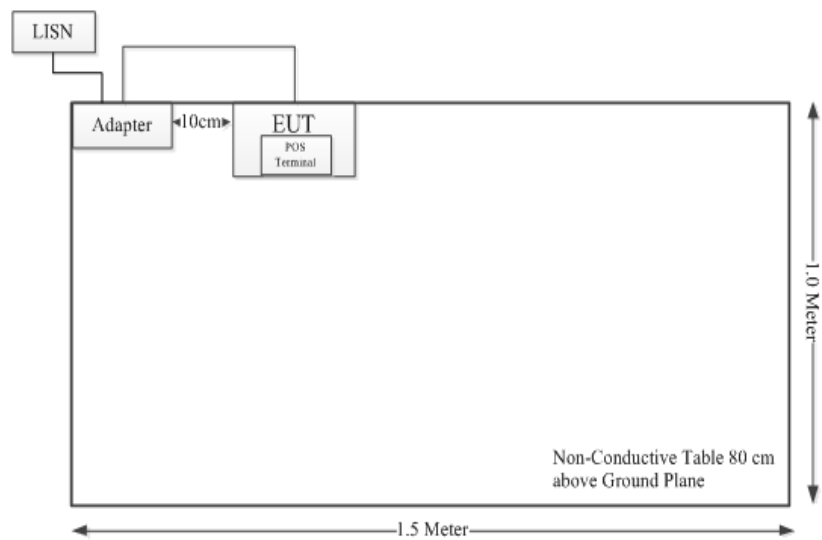 LISN
Adapter
10cm
EUT
POS
Terminal
1.0 Meter
Non-Conductive Table 80 cm
above Ground Plane
1.5 Meter